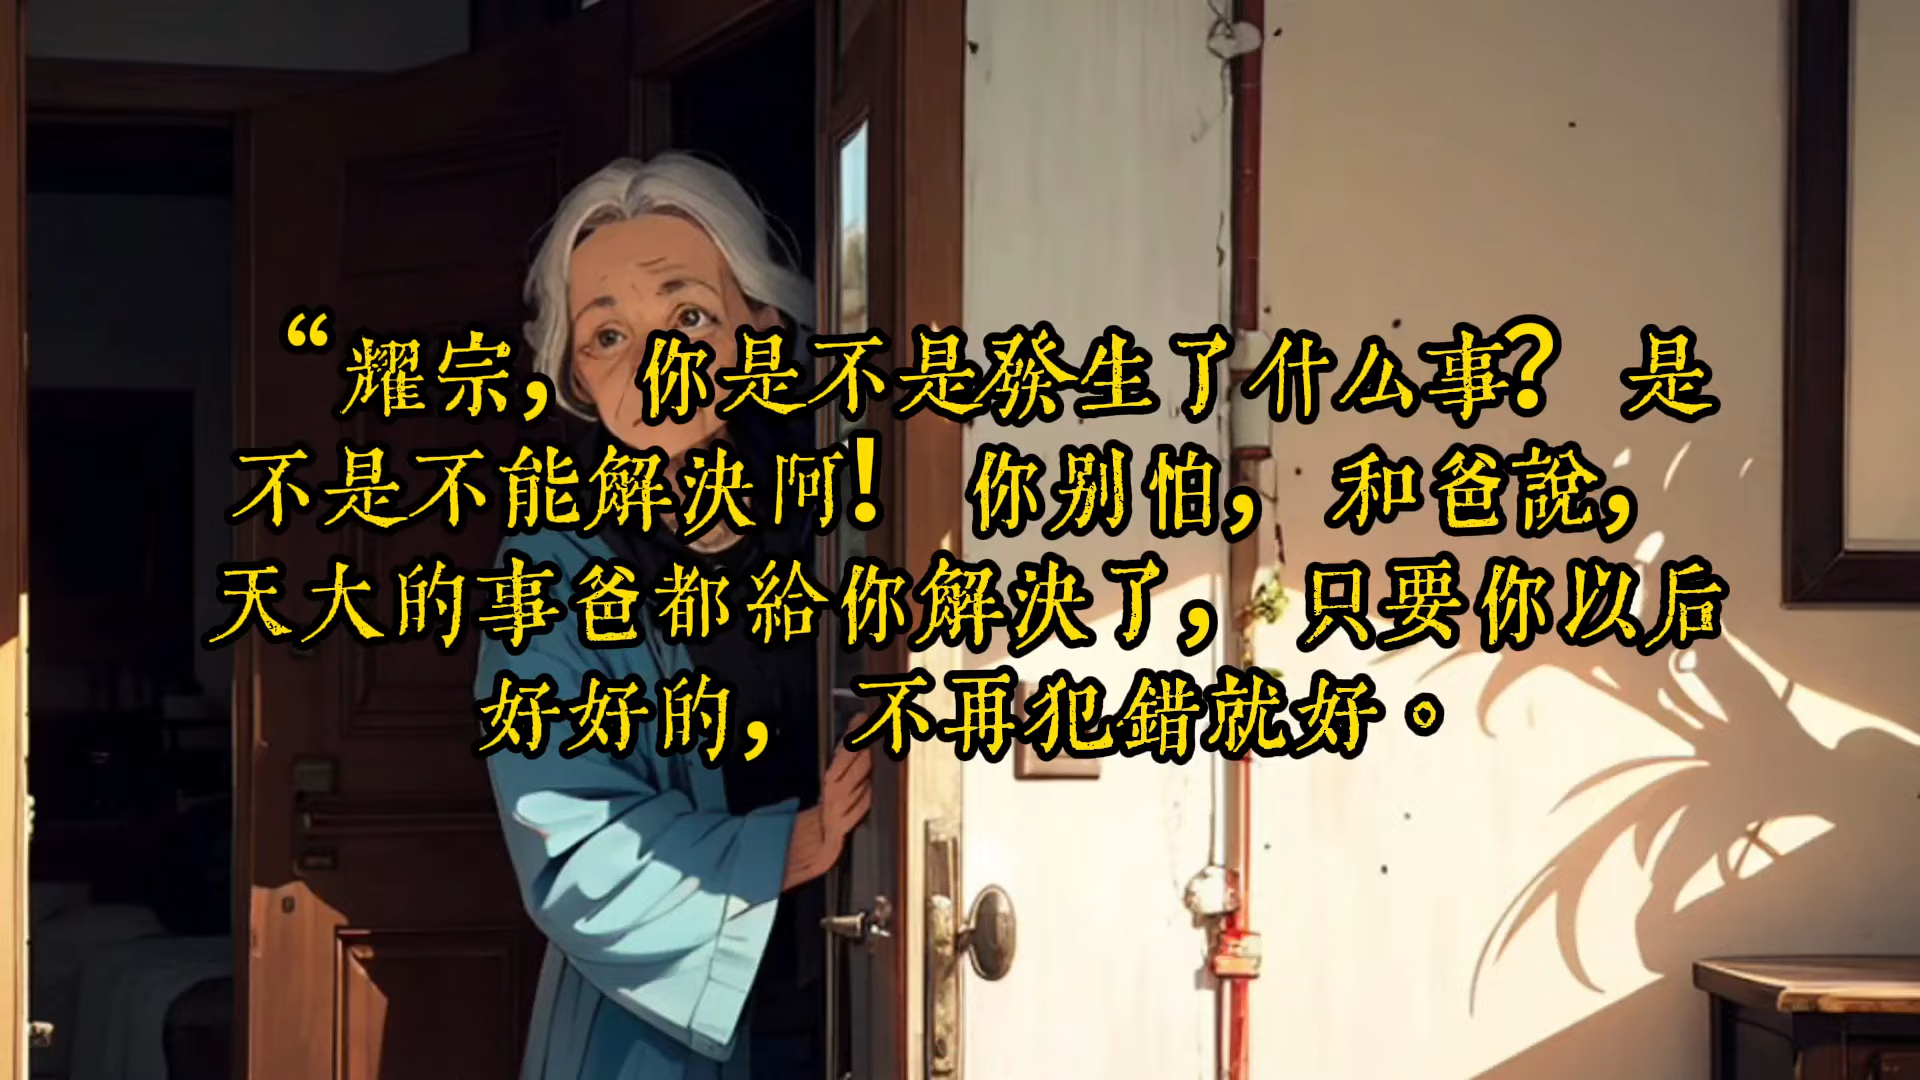 “耀宗，你是不是發生了什么事？是
不是不能解決啊！你别怕，和爸說，
天大的事爸都給你解決了，只要你以后
好好的，不再犯錯就好。